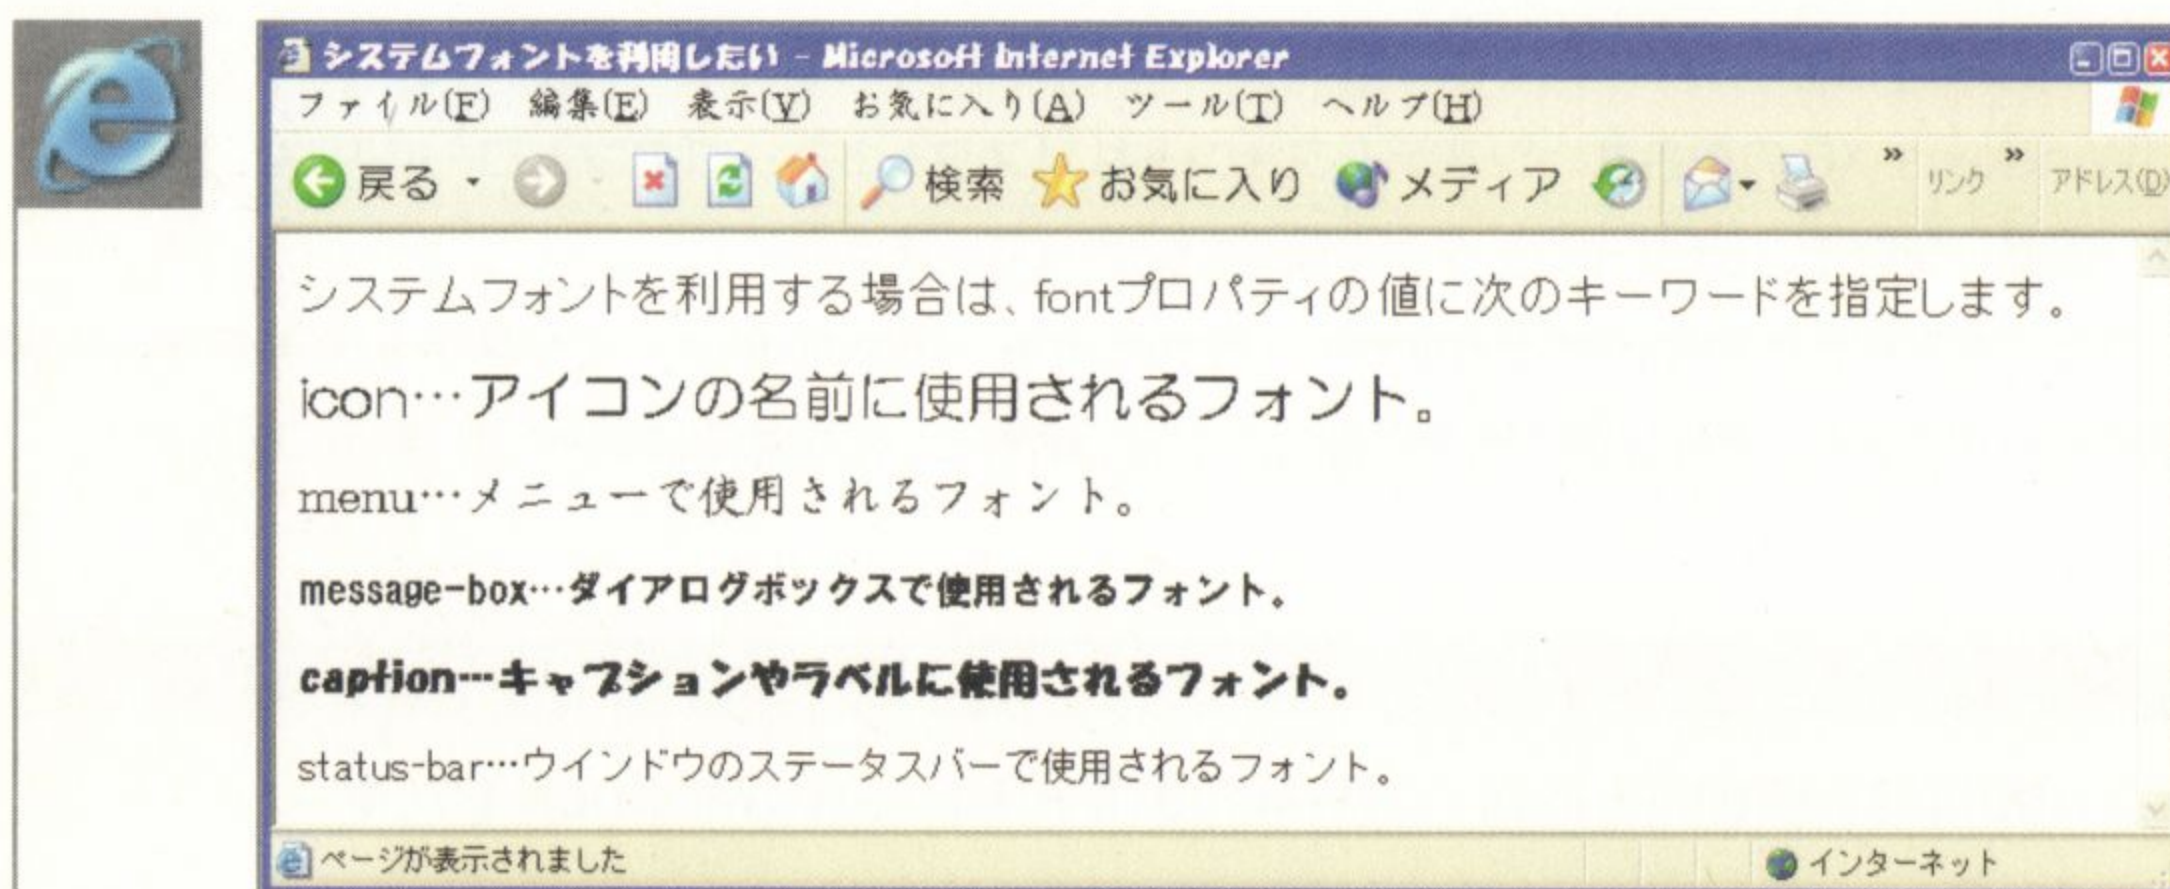 システムフォントを利用したい - Microsoft Internet Explorer
ファイル(F) 編集(E) 表示(V) お気に入り(A) ツール(T) ヘルプ(H)
戻る 検索 お気に入り メディア » リンク » アドレス(D)
システムフォントを利用する場合は、fontプロパティの値に次のキーワードを指定します。
icon…アイコンの名前に使用されるフォント。
menu…メニューで使用されるフォント。
message-box…ダイアログボックスで使用されるフォント。
caption…キャプションやラベルに使用されるフォント。
status-bar…ウインドウのステータスバーで使用されるフォント。
ページが表示されました インターネット